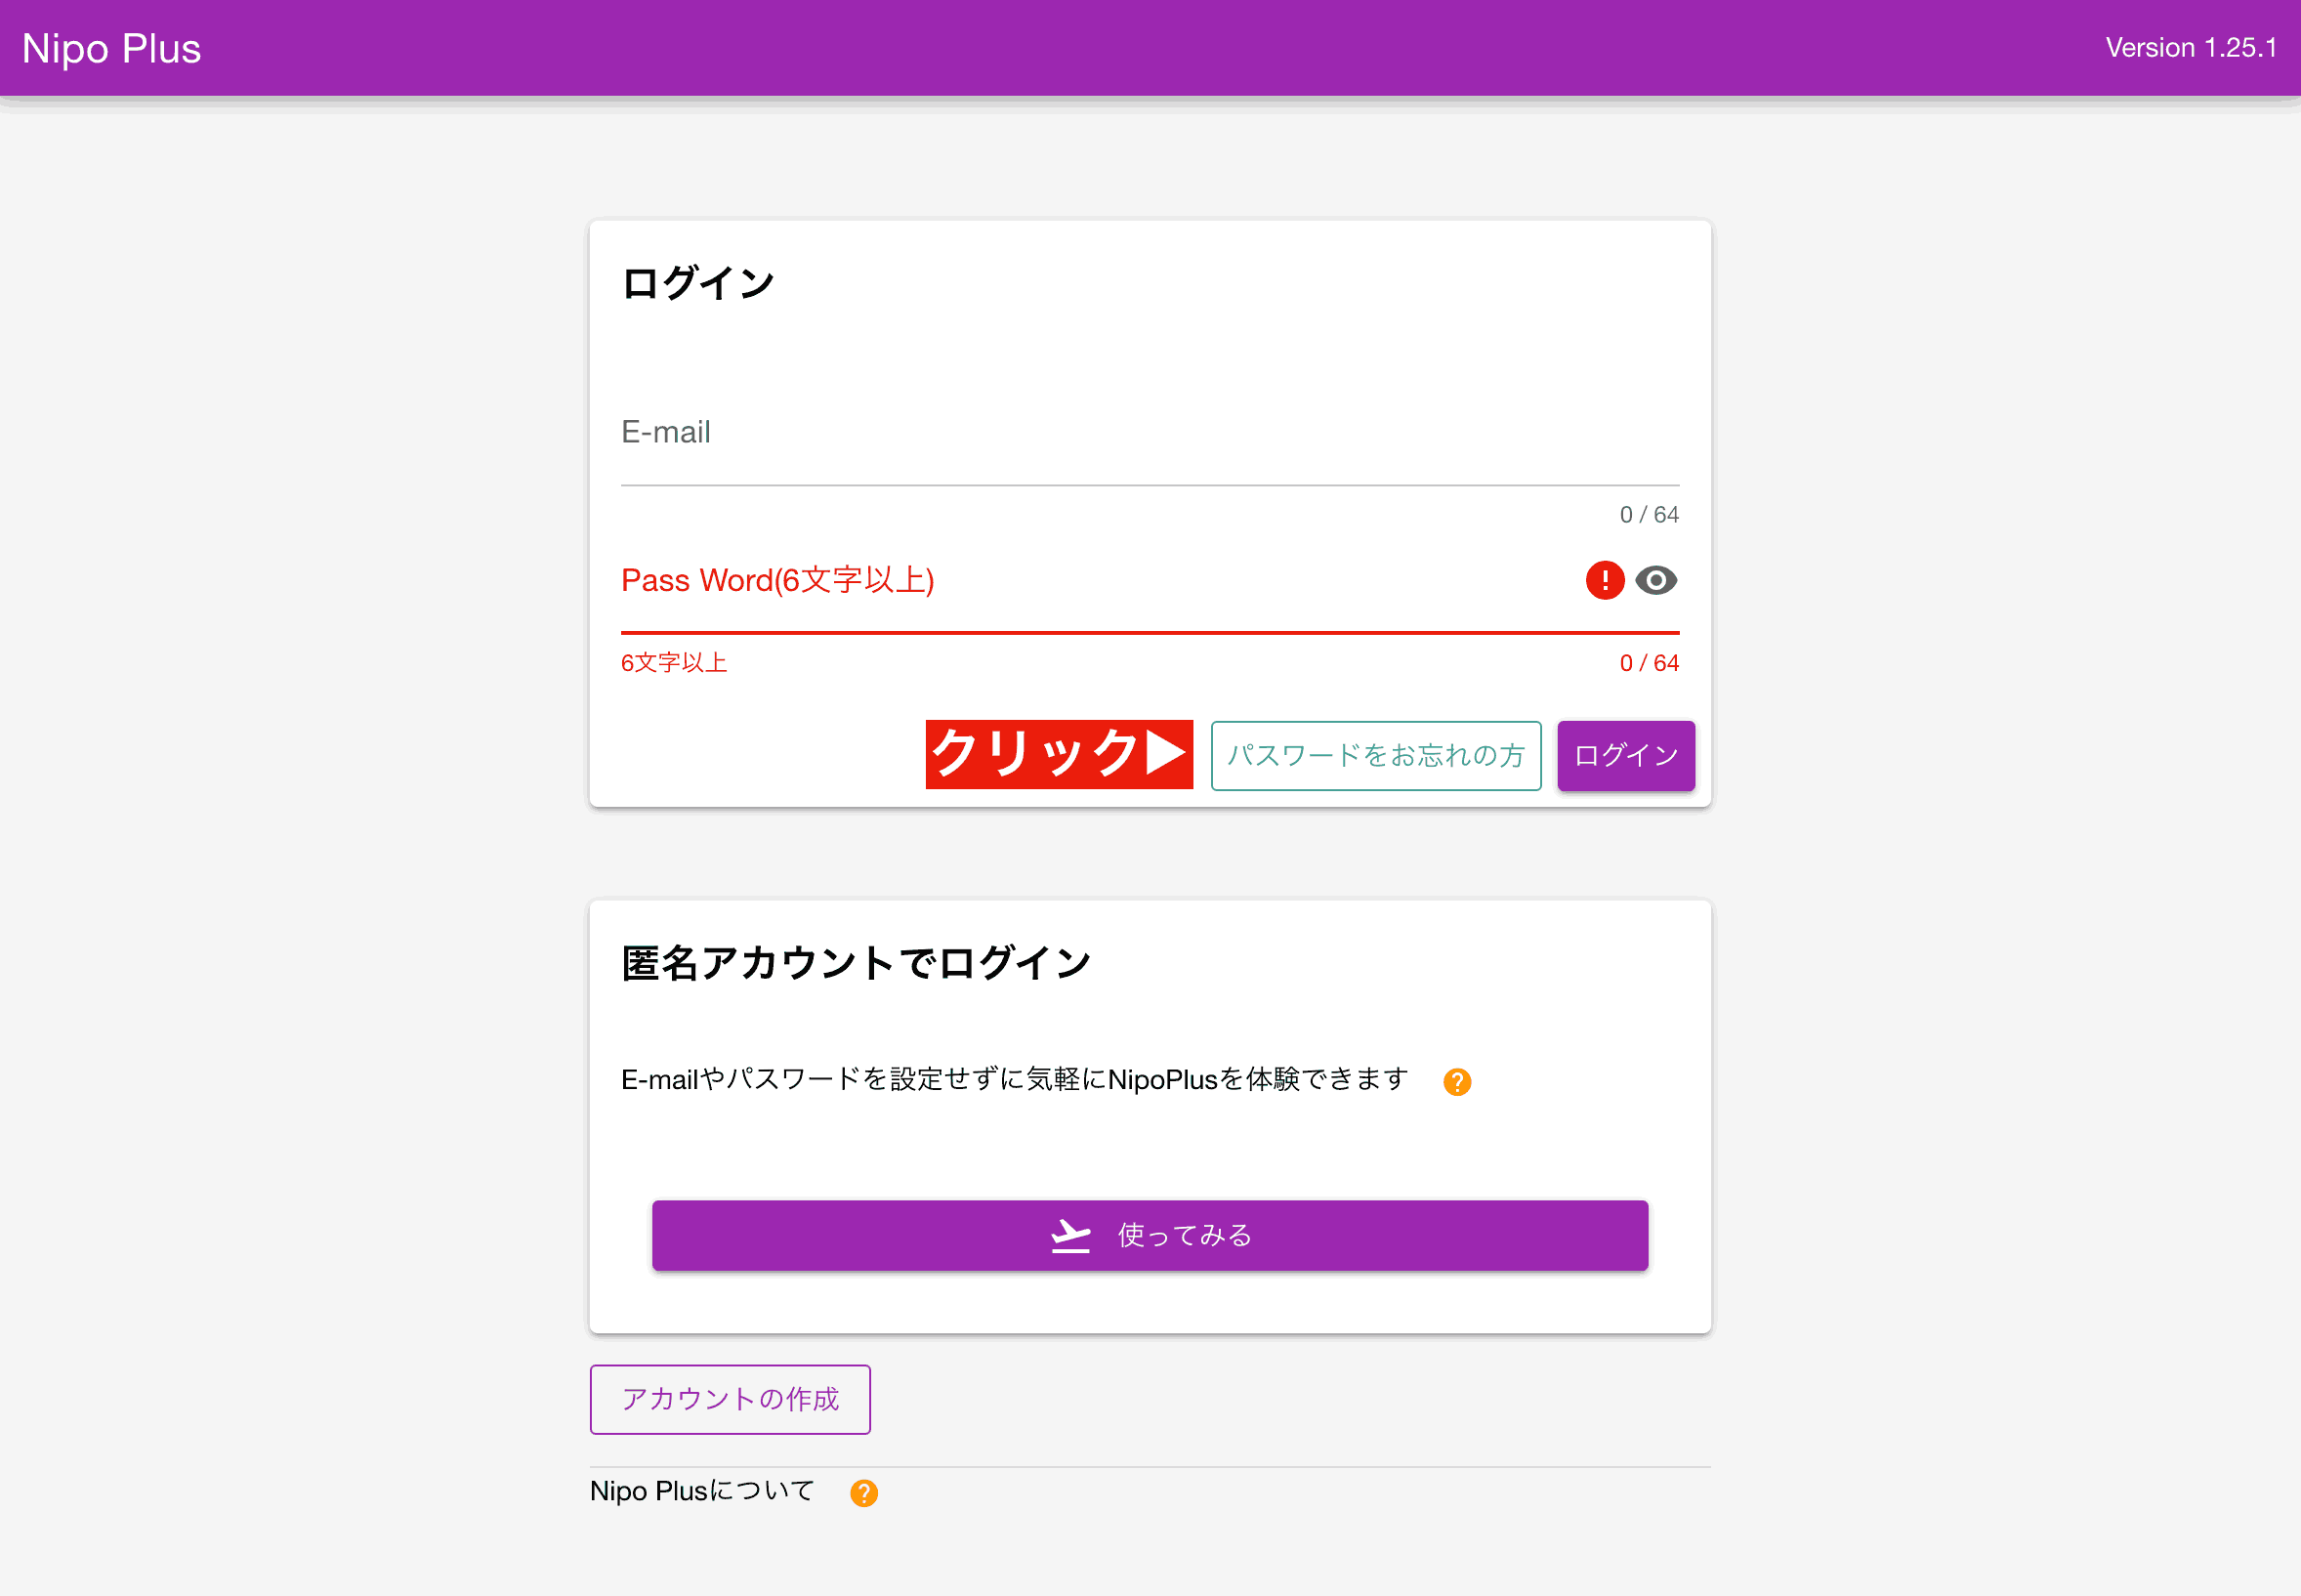 Nipo Plus
Version 1.25.1
ログイン
E-mail
0 / 64
Pass Word(6文字以上)
6文字以上
0 / 64
クリック▶
パスワードをお忘れの方
ログイン
匿名アカウントでログイン
E-mailやパスワードを設定せずに気軽にNipoPlusを体験できます
使ってみる
アカウントの作成
Nipo Plusについて